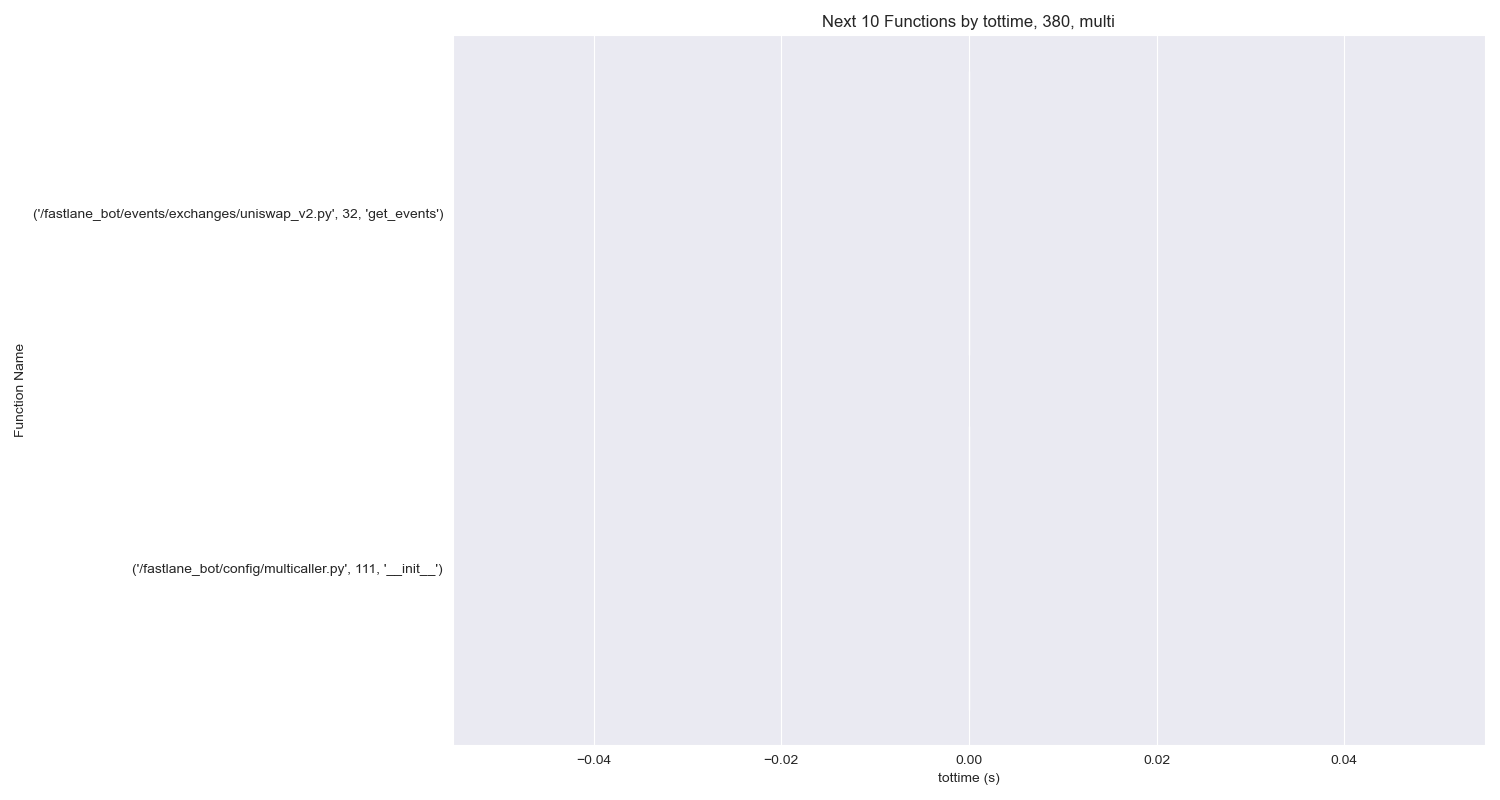 Next 10 Functions by tottime, 380, multi
('/fastlane_bot/events/exchanges/uniswap_v2.py', 32, 'get_events')
Function Name
('/fastlane_bot/config/multicaller.py', 111, '__init__')
−0.04 −0.02 0.00 0.02 0.04
tottime (s)